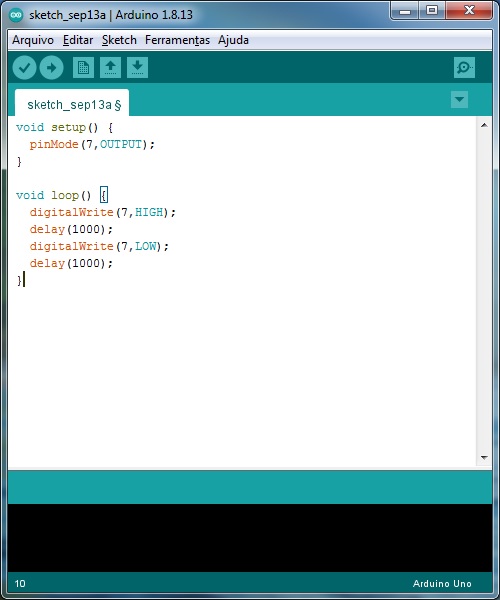 sketch_sep13a | Arduino 1.8.13
Arquivo Editar Sketch Ferramentas Ajuda
sketch_sep13a §
void setup() {
  pinMode(7,OUTPUT);
}
void loop() {
  digitalWrite(7,HIGH);
  delay(1000);
  digitalWrite(7,LOW);
  delay(1000);
}
10 Arduino Uno